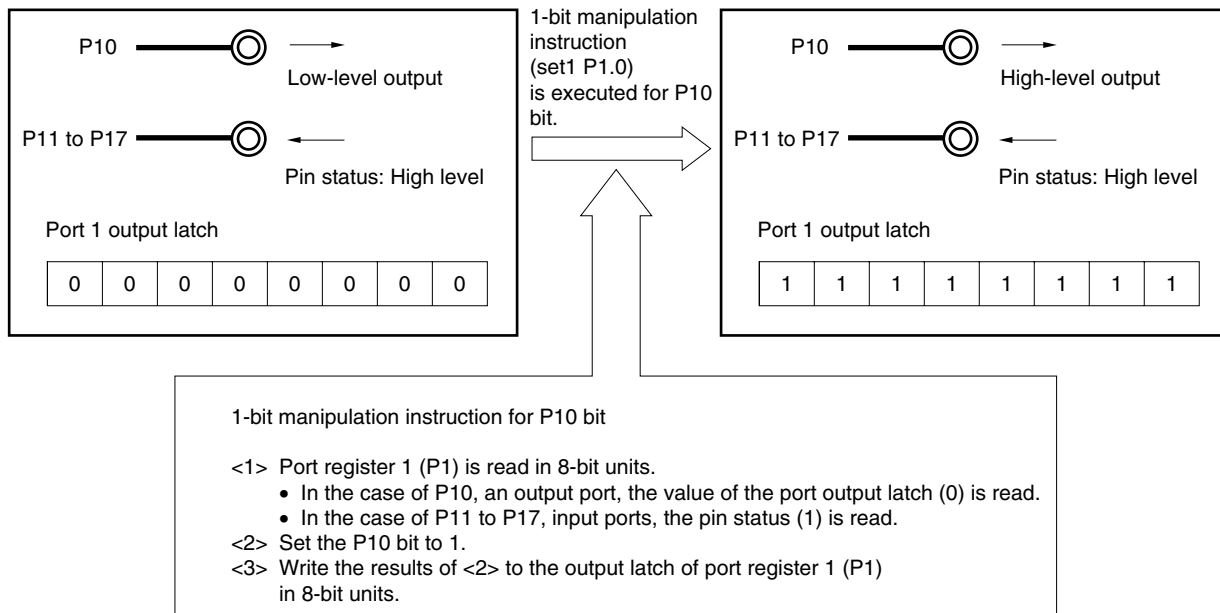 P10
Low-level output
P11 to P17
Pin status: High level
Port 1 output latch
0 0 0 0 0 0 0 0
1-bit manipulation
instruction
(set1 P1.0)
is executed for P10
bit.
P10
High-level output
P11 to P17
Pin status: High level
Port 1 output latch
1 1 1 1 1 1 1 1
1-bit manipulation instruction for P10 bit
<1> Port register 1 (P1) is read in 8-bit units.
• In the case of P10, an output port, the value of the port output latch (0) is read.
• In the case of P11 to P17, input ports, the pin status (1) is read.
<2> Set the P10 bit to 1.
<3> Write the results of <2> to the output latch of port register 1 (P1)
in 8-bit units.